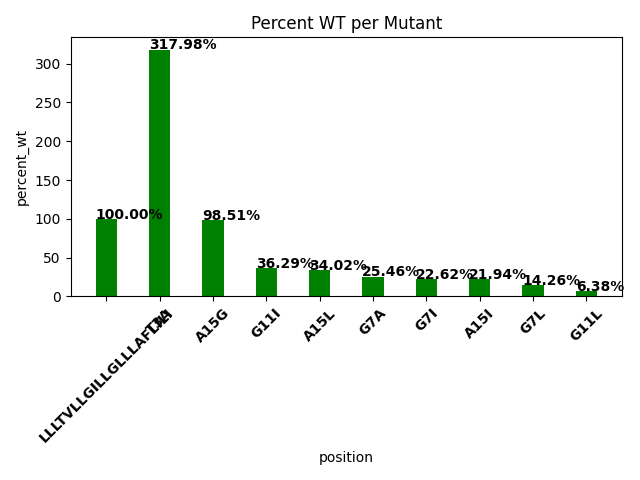 Percent WT per Mutant
percent_wt
300
250
200
150
100
50
0
100.00%
317.98%
98.51%
36.29%
34.02%
25.46%
22.62%
21.94%
14.26%
6.38%
A15G
G11I
A15L
G7A
G7I
A15I
G7L
G11L
position